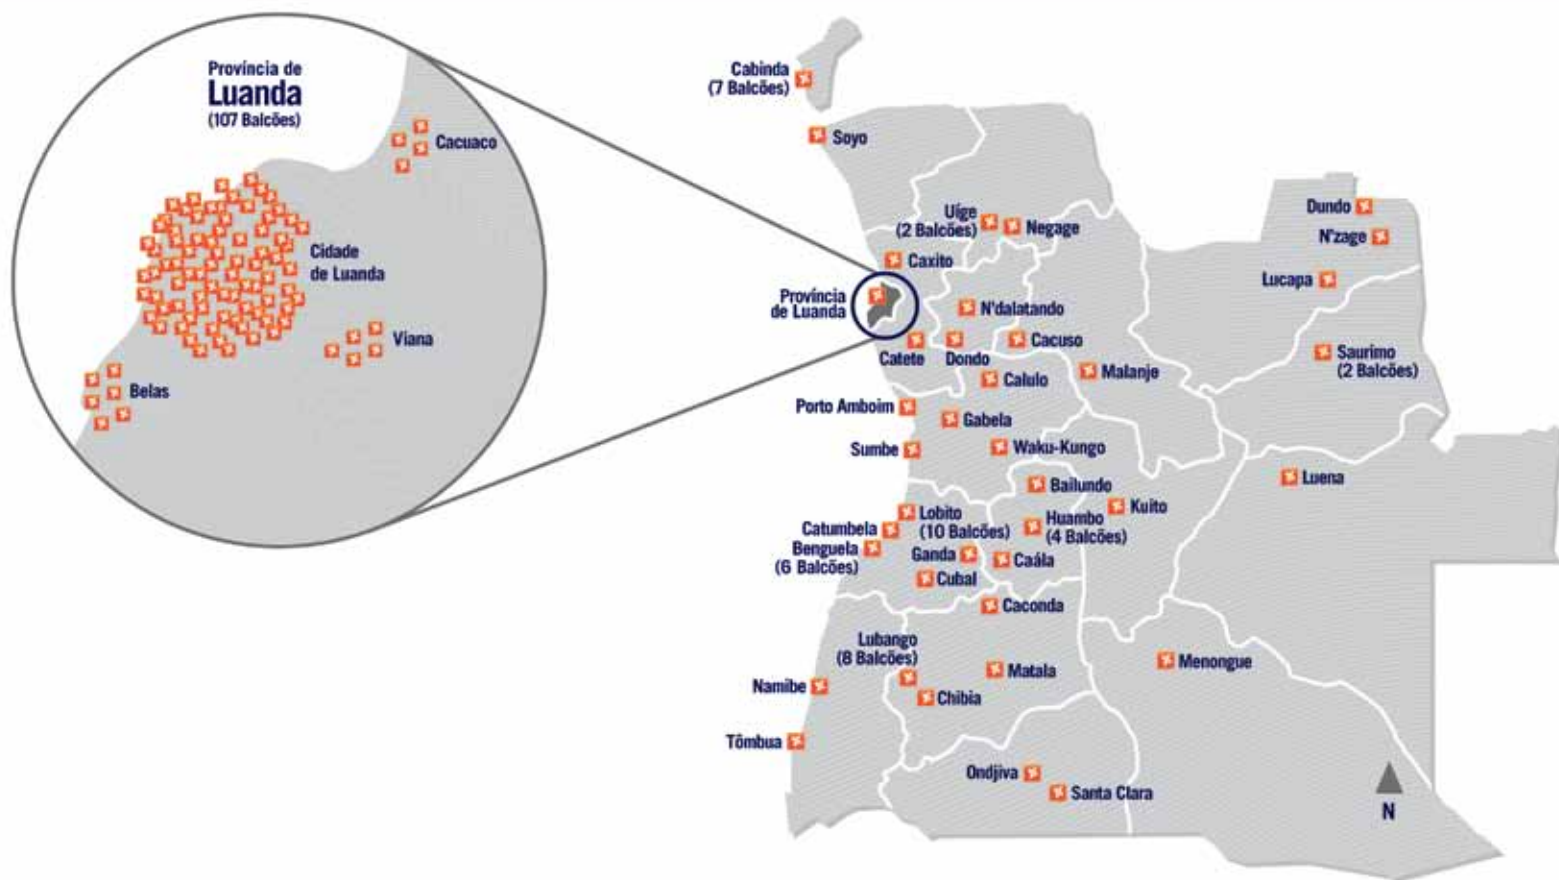 Província de
Luanda
(107 Balcões)
Cacuaco
Cidade
de Luanda
Viana
Belas
Cabinda
(7 Balcões)
Soyo
Uíge
(2 Balcões)
Negage
Dundo
N'zage
Caxito
Lucapa
Província
de Luanda
N'dalatando
Catete
Dondo
Cacuso
Saurimo
(2 Balcões)
Calulo
Malanje
Porto Amboim
Gabela
Sumbe
Waku-Kungo
Luena
Bailundo
Kuito
Lobito
(10 Balcões)
Huambo
(4 Balcões)
Catumbela
Benguela
(6 Balcões)
Ganda
Caála
Cubal
Caconda
Lubango
(8 Balcões)
Matala
Menongue
Namibe
Chibia
Tômbua
Ondjiva
Santa Clara
N